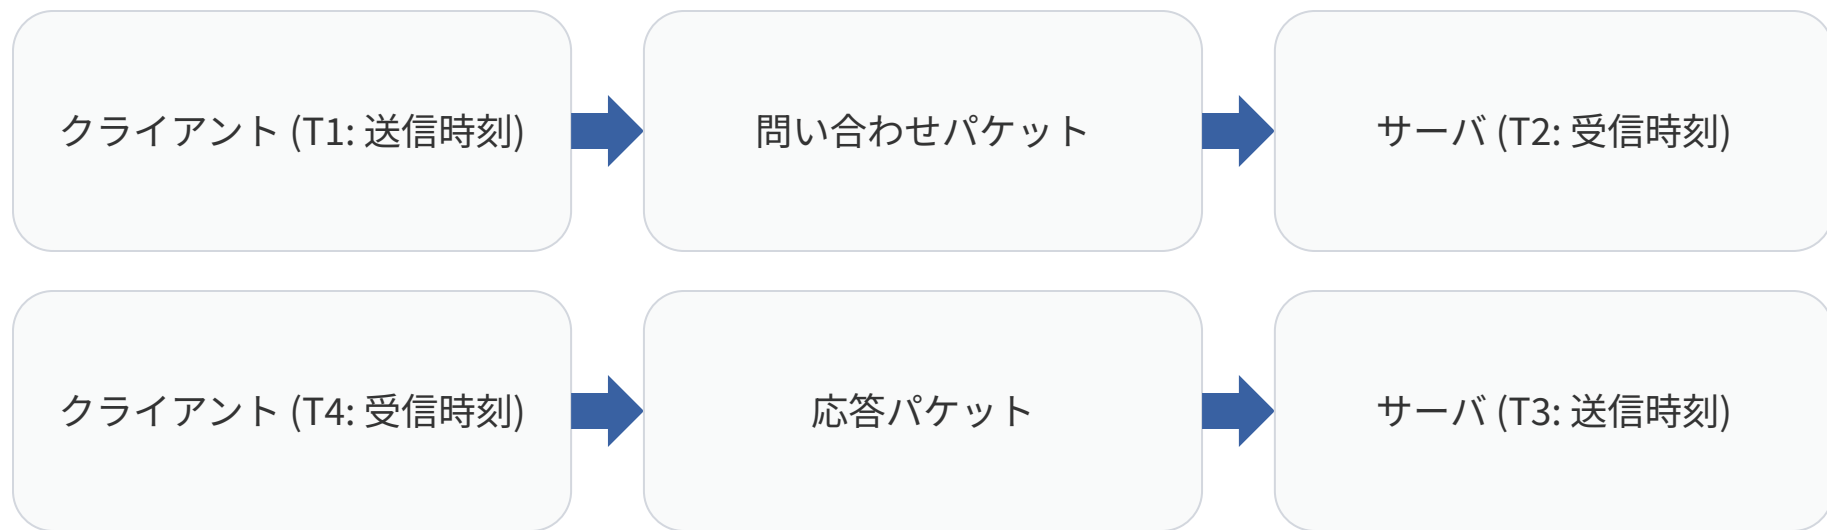 クライアント (T1: 送信時刻)
問い合わせパケット
サーバ (T2: 受信時刻)
クライアント (T4: 受信時刻)
応答パケット
サーバ (T3: 送信時刻)